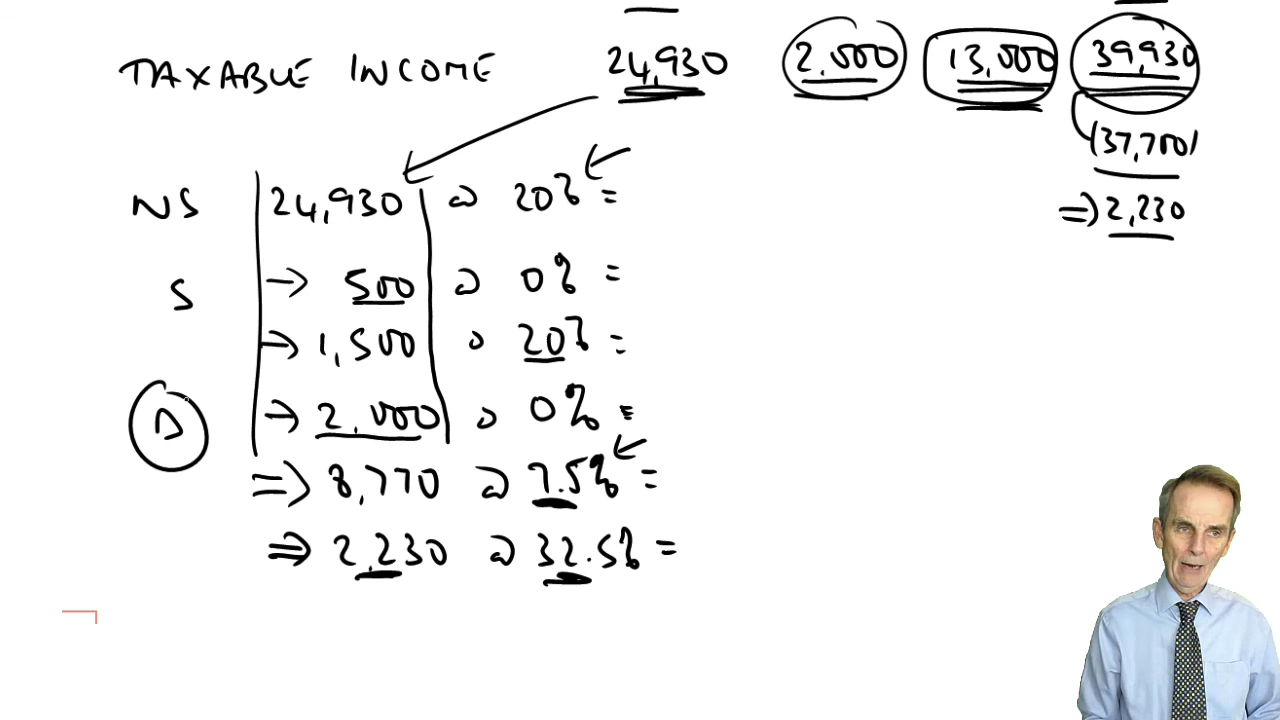 TAXABLE INCOME 24,930 2,000 13,000 39,930
(37,700)
NS 24,930 @ 20% = => 2,230
S → 500 @ 0% =
→ 1,500 @ 20% =
D → 2,000 @ 0% =
=> 8,770 @ 7.5% =
=> 2,230 @ 32.5% =